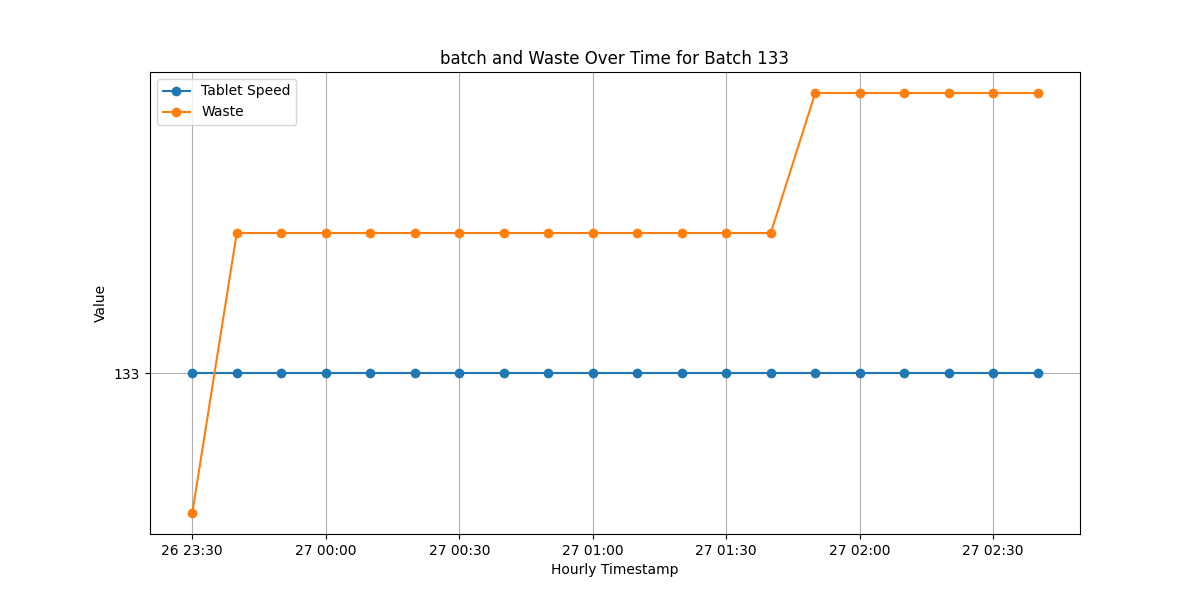 batch and Waste Over Time for Batch 133
Tablet Speed
Waste
Value
133
26 23:30 27 00:00 27 00:30 27 01:00 27 01:30 27 02:00 27 02:30
Hourly Timestamp